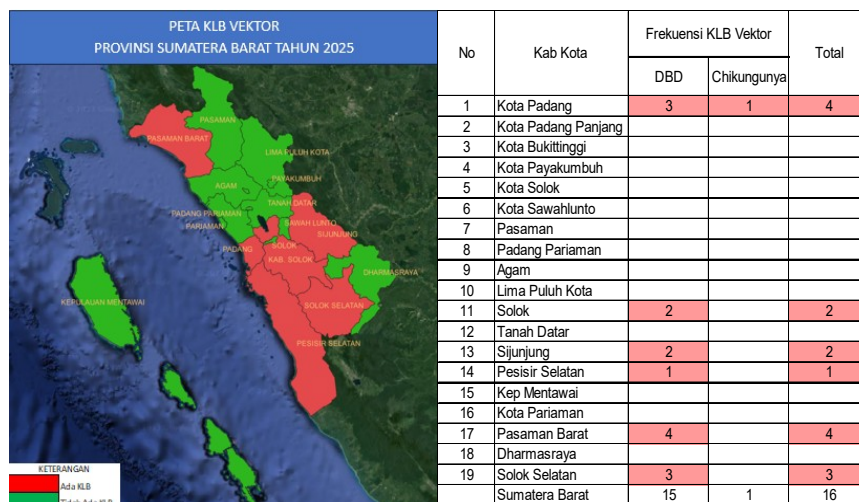 PETA KLB VEKTOR
PROVINSI SUMATERA BARAT TAHUN 2025
PASAMAN
PASAMAN BARAT
LIMA PULUH KOTA
PAYAKUMBUH
AGAM
TANAH DATAR
PADANG PARIAMAN
PARIAMAN
SAWAH LUNTO
SIJUNJUNG
PADANG
SOLOK
KAB. SOLOK
DHARMASRAYA
KEPULAUAN MENTAWAI
SOLOK SELATAN
PESISIR SELATAN
KETERANGAN
Ada KLB
Tidak Ada KLB
No Kab Kota Frekuensi KLB Vektor Total
DBD Chikungunya
1 Kota Padang 3 1 4
2 Kota Padang Panjang
3 Kota Bukittinggi
4 Kota Payakumbuh
5 Kota Solok
6 Kota Sawahlunto
7 Pasaman
8 Padang Pariaman
9 Agam
10 Lima Puluh Kota
11 Solok 2 2
12 Tanah Datar
13 Sijunjung 2 2
14 Pesisir Selatan 1 1
15 Kep Mentawai
16 Kota Pariaman
17 Pasaman Barat 4 4
18 Dharmasraya
19 Solok Selatan 3 3
Sumatera Barat 15 1 16